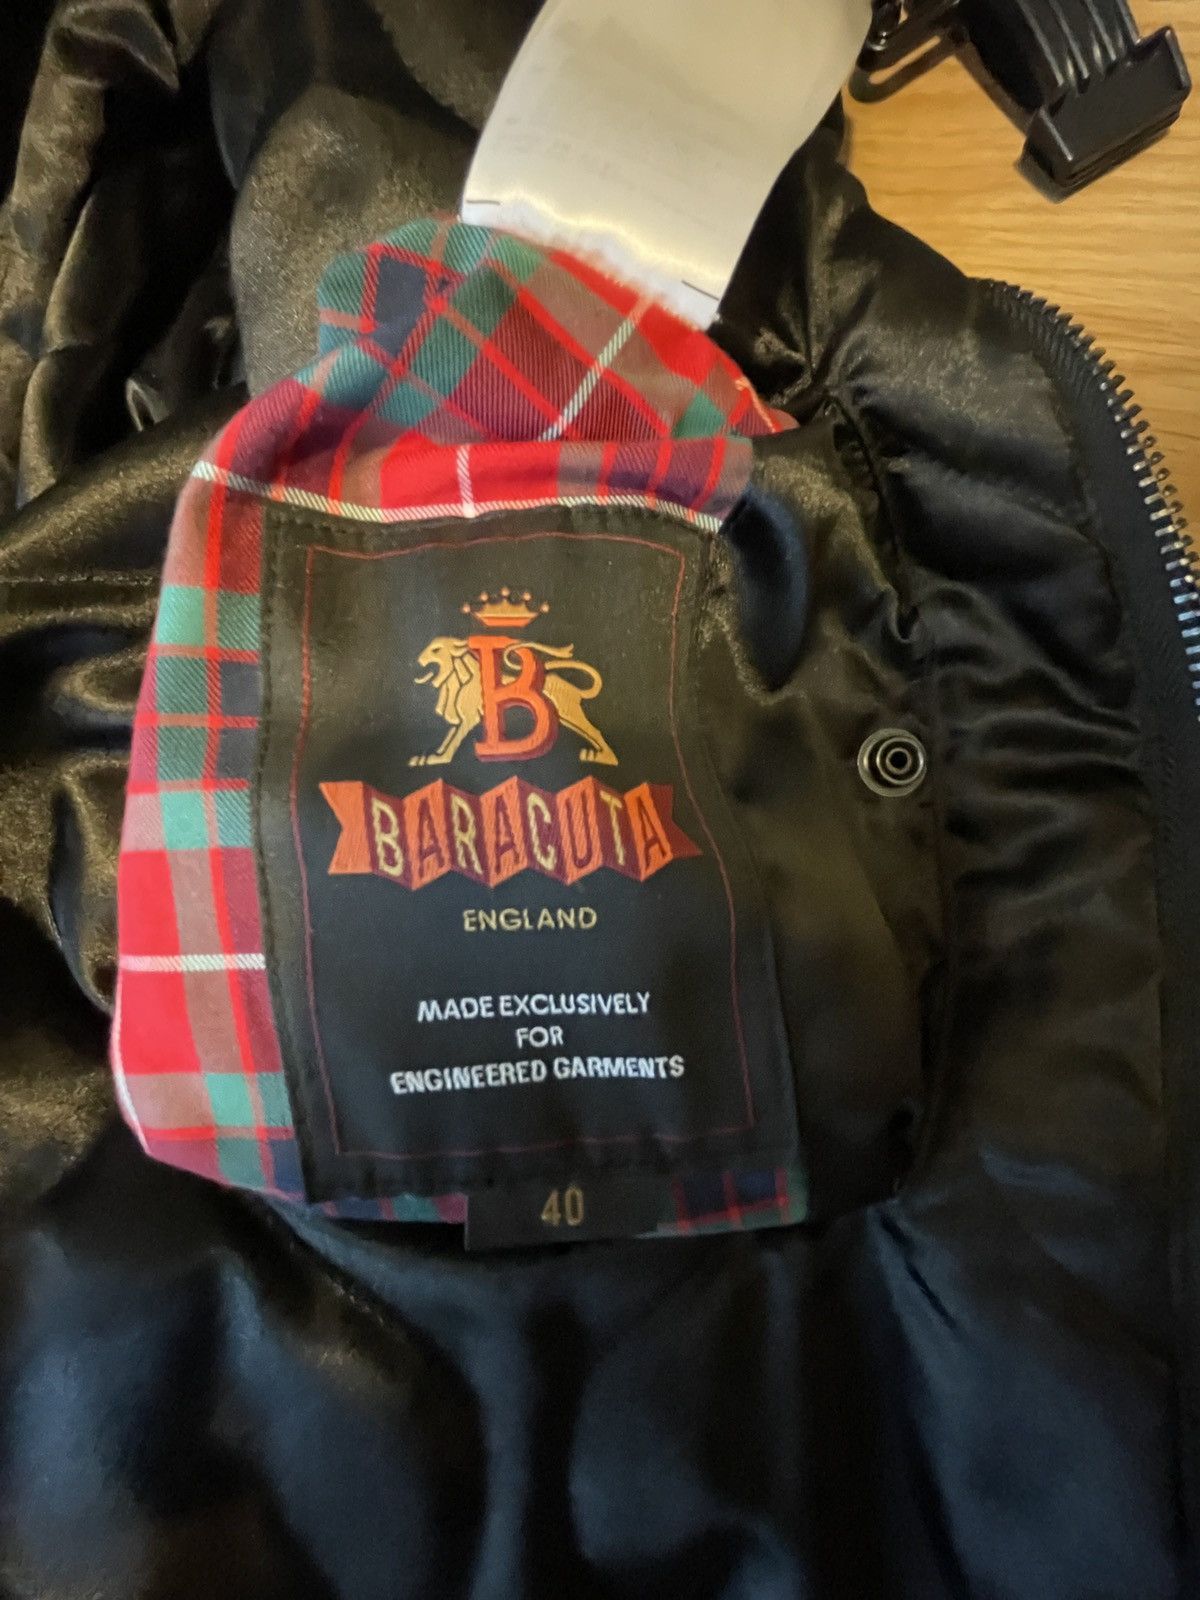 B
BARACUTA
ENGLAND
MADE EXCLUSIVELY
FOR
ENGINEERED GARMENTS
40